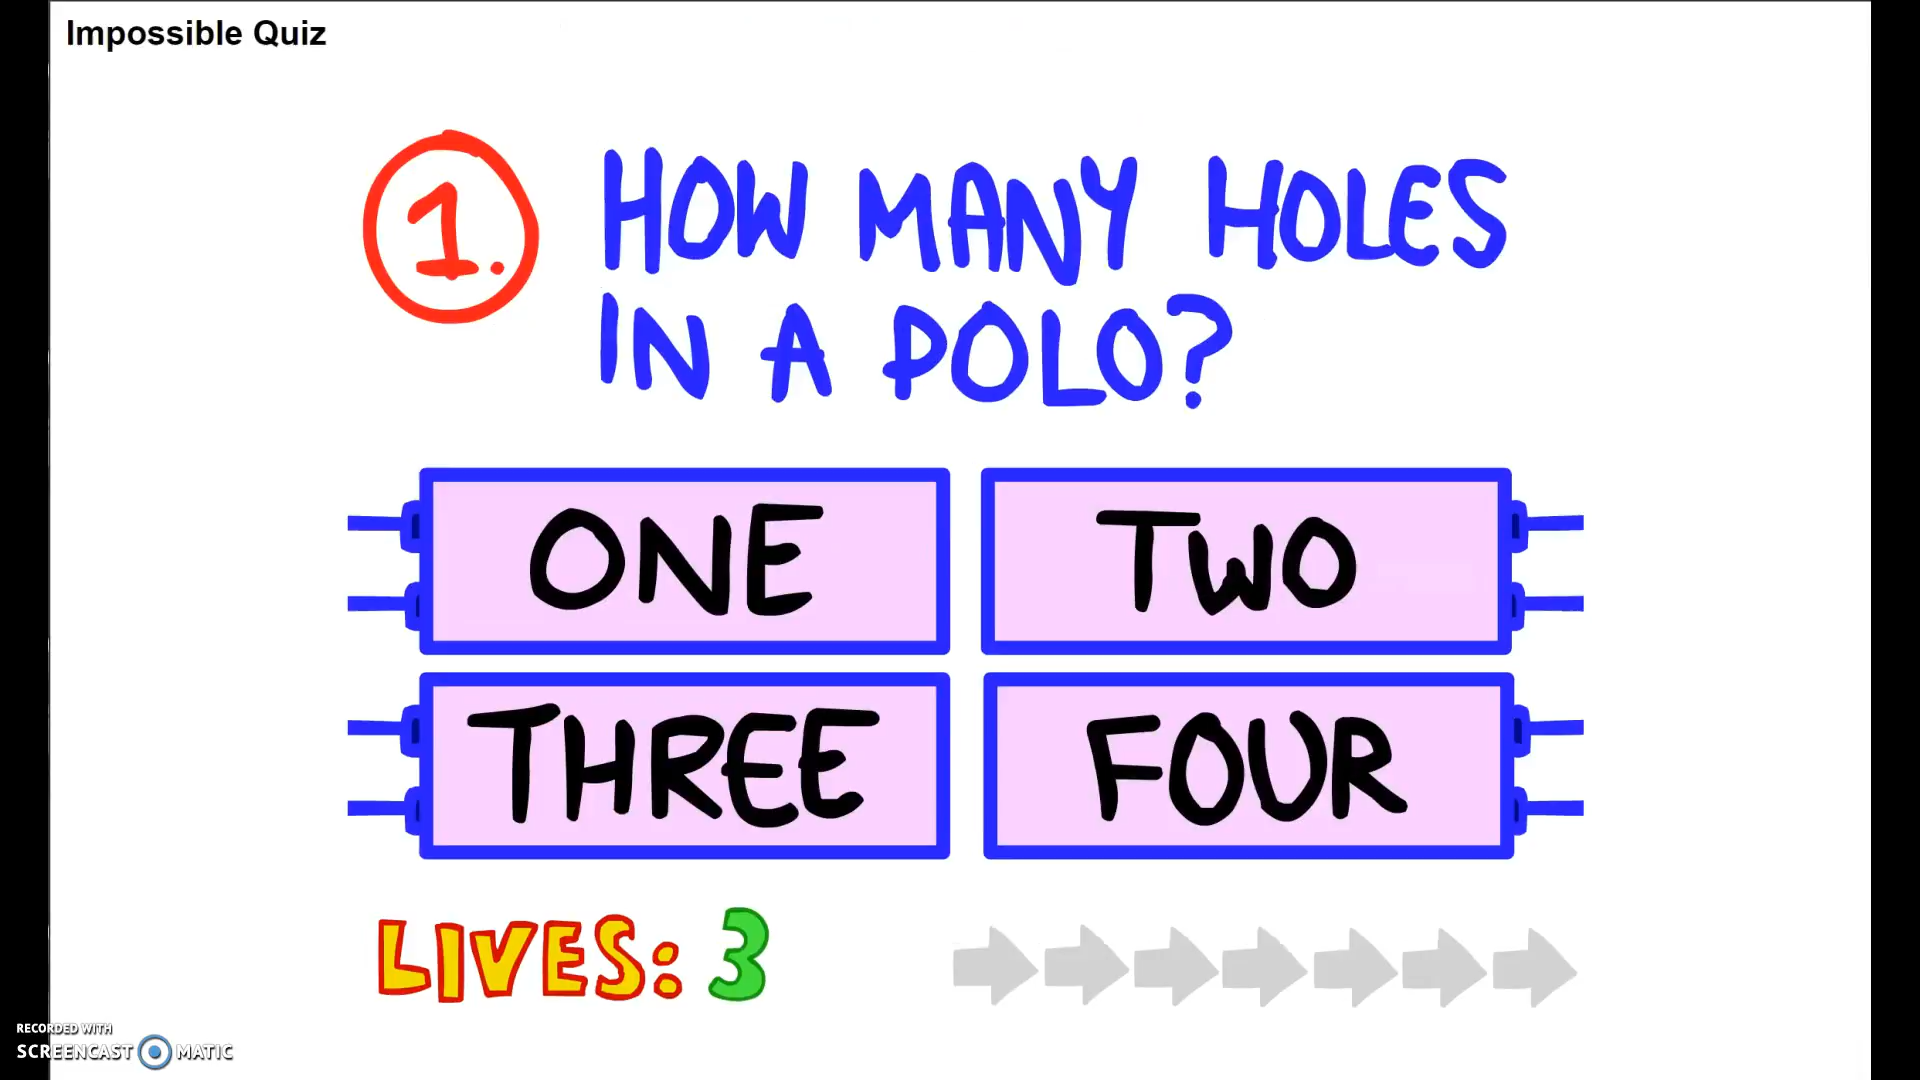 Impossible Quiz
1. HOW MANY HOLES
IN A POLO?
ONE
TWO
THREE
FOUR
LIVES: 3
RECORDED WITH
SCREENCAST MATIC